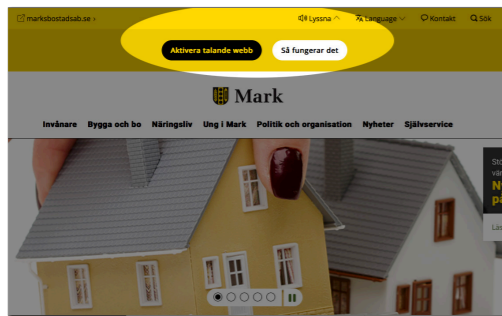 marksbostadsab.se ›
Lyssna
Language
Kontakt
Sök
Aktivera talande webb
Så fungerar det
Mark
Invånare Bygga och bo Näringsliv Ung i Mark Politik och organisation Nyheter Självservice